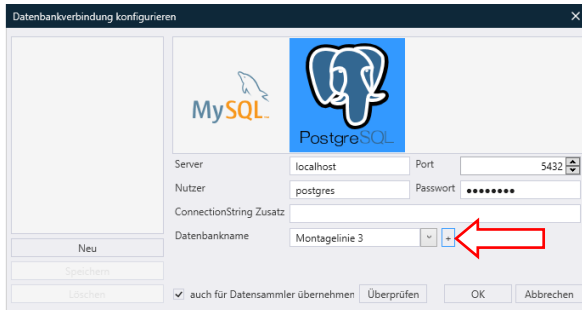 Datenbankverbindung konfigurieren
MySQL
PostgreSQL
Server localhost Port 5432
Nutzer postgres Passwort ●●●●●●●●
ConnectionString Zusatz
Datenbankname Montagelinie 3 +
Neu
Speichern
Löschen
auch für Datensammler übernehmen Überprüfen OK Abbrechen